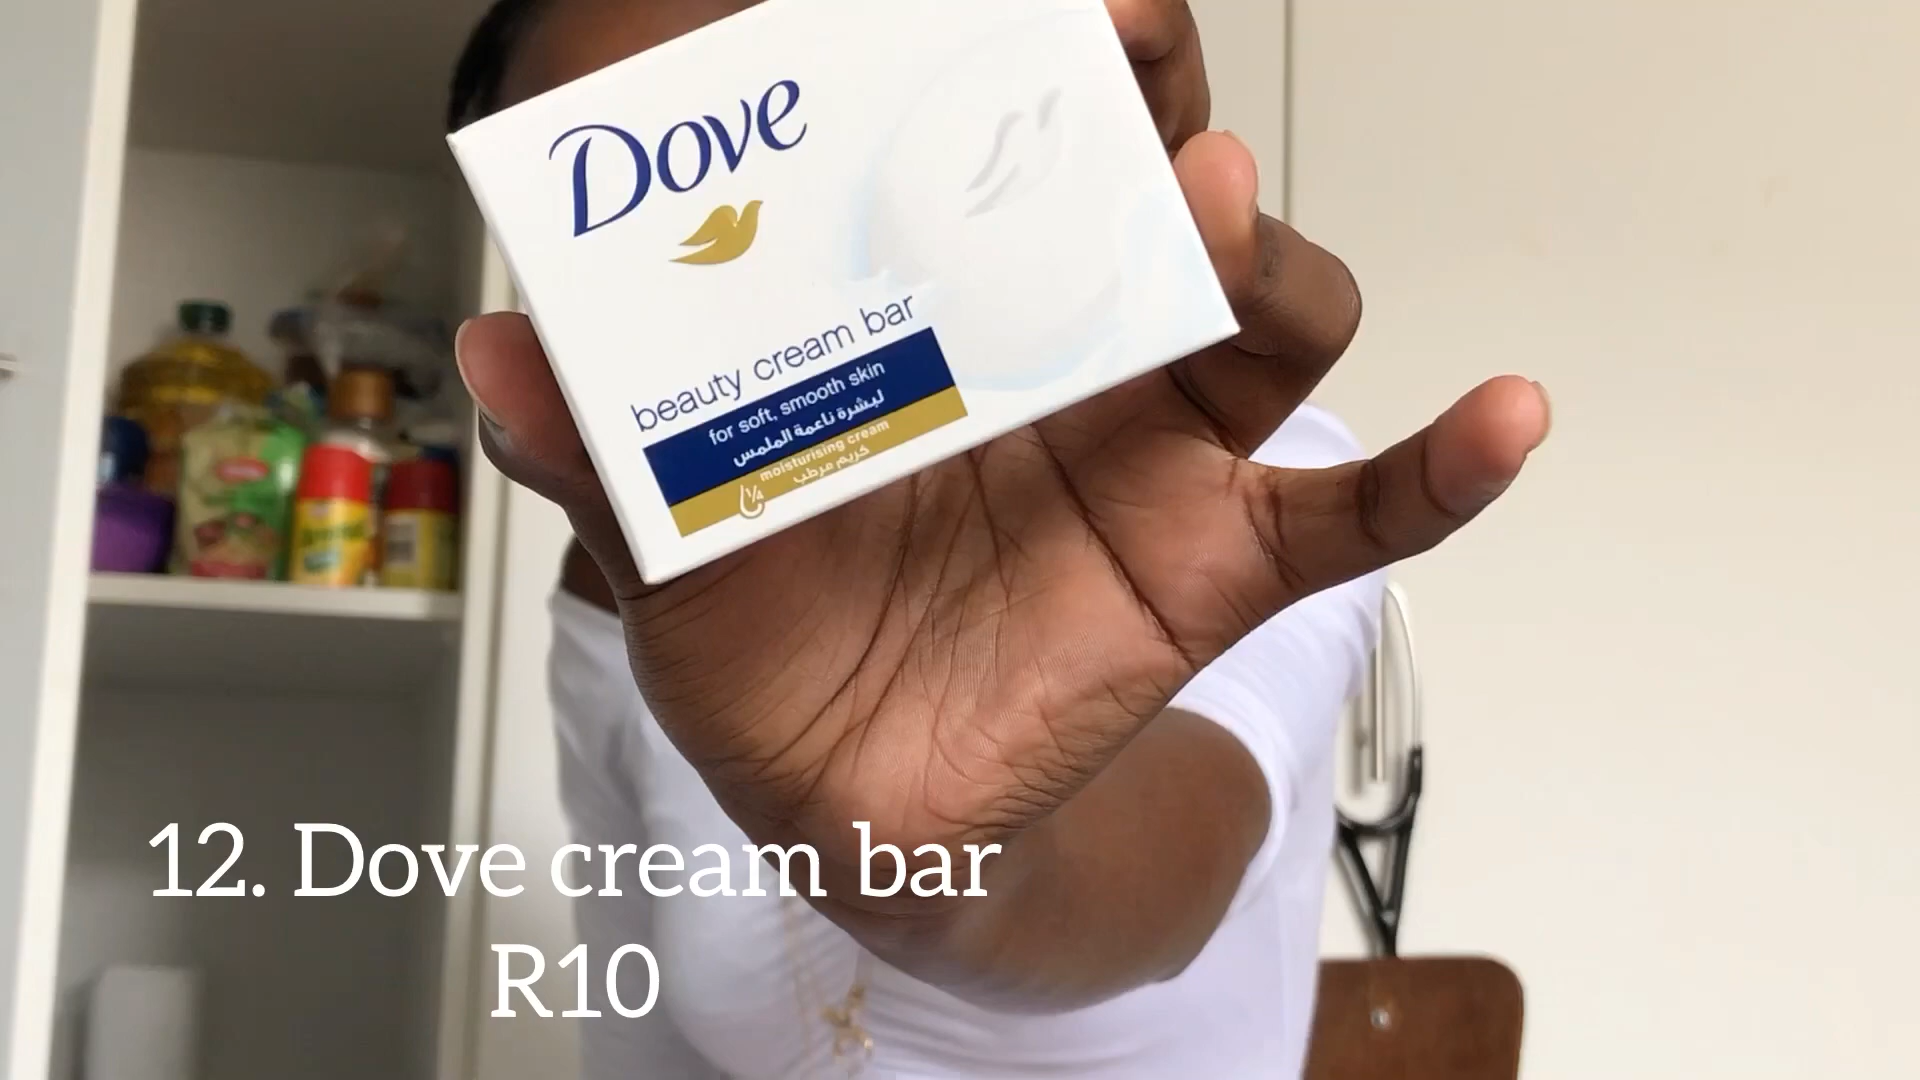 Dove
beauty cream bar
for soft, smooth skin
لبشرة ناعمة الملمس
moisturising cream
كريم مرطب
1/4
12. Dove cream bar
R10